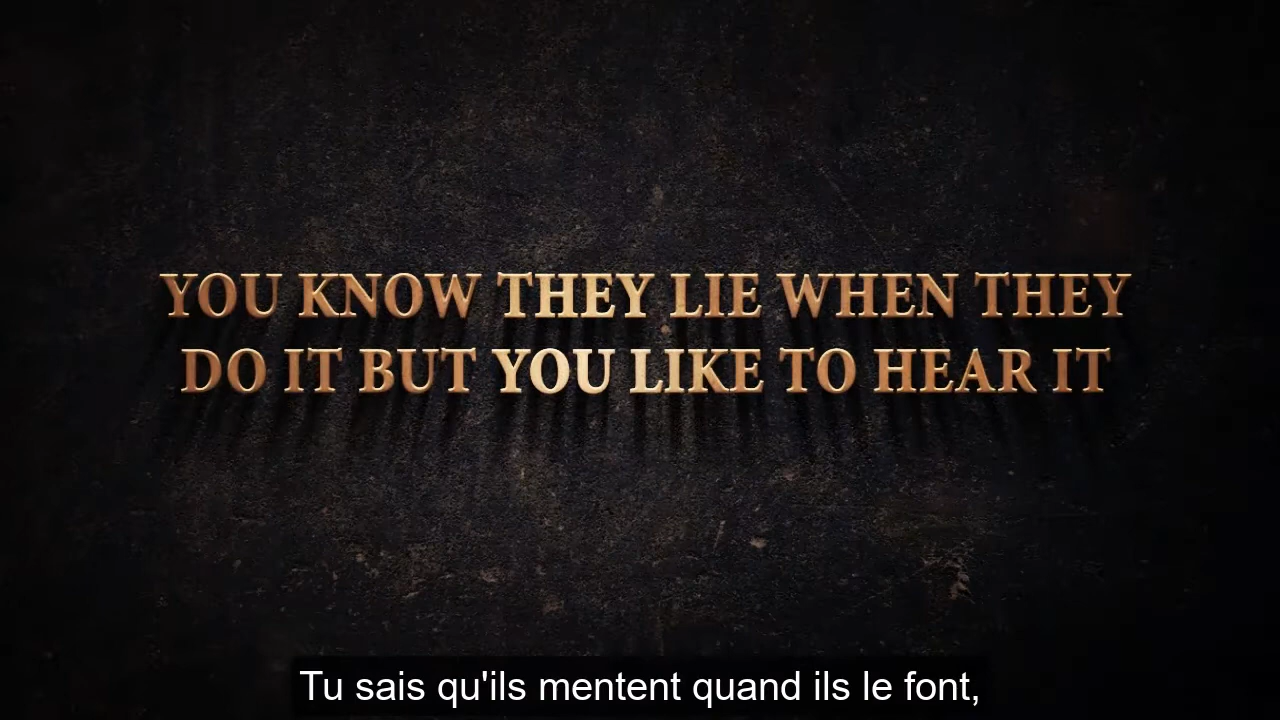 YOU KNOW THEY LIE WHEN THEY
DO IT BUT YOU LIKE TO HEAR IT
Tu sais qu'ils mentent quand ils le font,